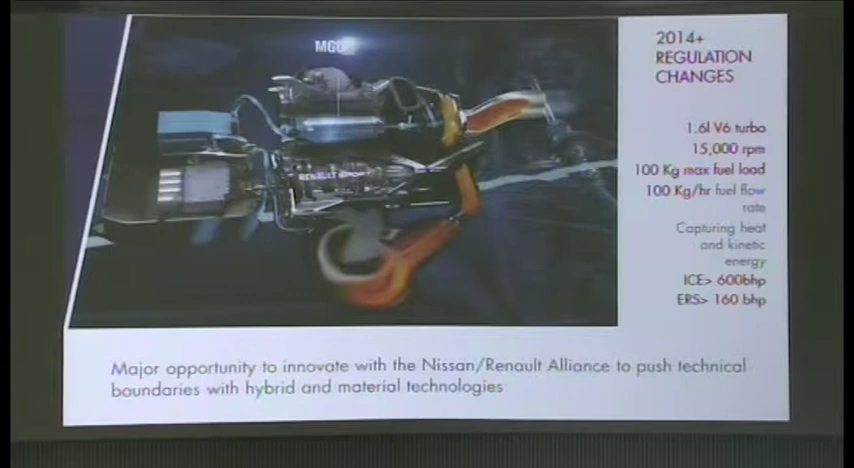 2014+
REGULATION
CHANGES
1.6l V6 turbo
15,000 rpm
100 Kg max fuel load
100 Kg/hr fuel flow
rate
Capturing heat
and kinetic
energy
ICE> 600bhp
ERS> 160 bhp
RENAULT
Major opportunity to innovate with the Nissan/Renault Alliance to push technical
boundaries with hybrid and material technologies